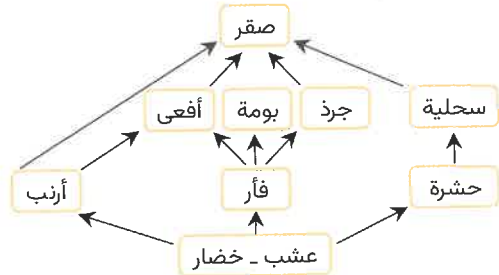 صقر
سحلية
جرذ
بومة
أفعى
حشرة
فأر
أرنب
عشب - خضار